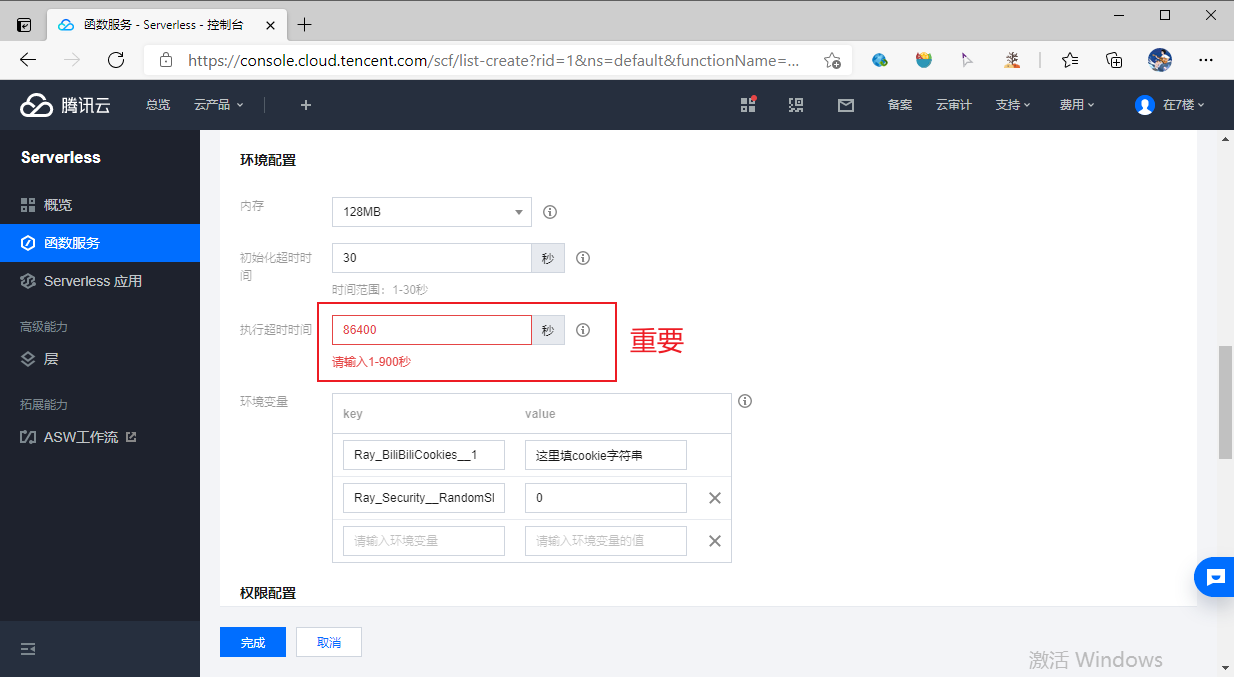 函数服务 - Serverless - 控制台
https://console.cloud.tencent.com/scf/list-create?rid=1&ns=default&functionName=...
腾讯云 总览 云产品 备案 云审计 支持 费用 在7楼
Serverless
概览
函数服务
Serverless 应用
高级能力
层
拓展能力
ASW工作流
环境配置
内存 128MB
初始化超时时间 30 秒
时间范围：1-30秒
执行超时时间 86400 秒
请输入1-900秒
重要
环境变量
key value
Ray_BiliBiliCookies__1 这里填cookie字符串
Ray_Security__RandomSl 0
请输入环境变量 请输入环境变量的值
权限配置
完成 取消
激活 Windows